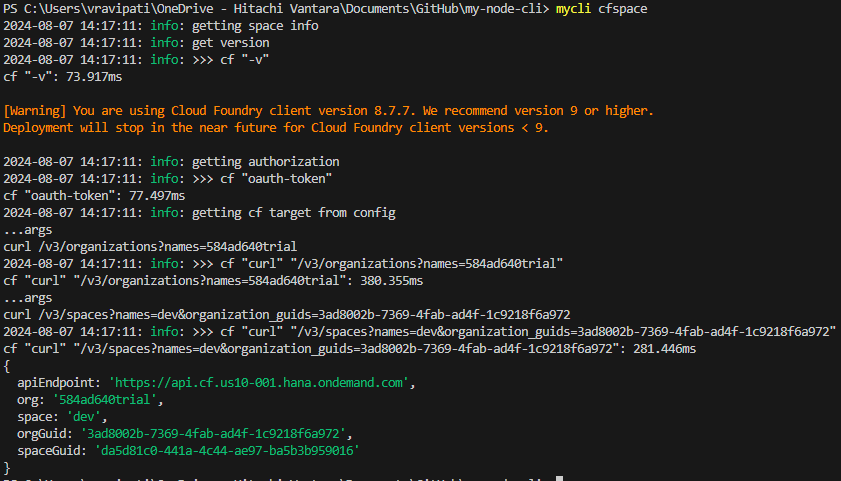 PS C:\Users\vravipati\OneDrive - Hitachi Vantara\Documents\GitHub\my-node-cli> mycli cfspace
2024-08-07 14:17:11: info: getting space info
2024-08-07 14:17:11: info: get version
2024-08-07 14:17:11: info: >>> cf "-v"
cf "-v": 73.917ms
[Warning] You are using Cloud Foundry client version 8.7.7. We recommend version 9 or higher.
Deployment will stop in the near future for Cloud Foundry client versions < 9.
2024-08-07 14:17:11: info: getting authorization
2024-08-07 14:17:11: info: >>> cf "oauth-token"
cf "oauth-token": 77.497ms
2024-08-07 14:17:11: info: getting cf target from config
...args
curl /v3/organizations?names=584ad640trial
2024-08-07 14:17:11: info: >>> cf "curl" "/v3/organizations?names=584ad640trial"
cf "curl" "/v3/organizations?names=584ad640trial": 380.355ms
...args
curl /v3/spaces?names=dev&organization_guids=3ad8002b-7369-4fab-ad4f-1c9218f6a972
2024-08-07 14:17:11: info: >>> cf "curl" "/v3/spaces?names=dev&organization_guids=3ad8002b-7369-4fab-ad4f-1c9218f6a972"
cf "curl" "/v3/spaces?names=dev&organization_guids=3ad8002b-7369-4fab-ad4f-1c9218f6a972": 281.446ms
{
  apiEndpoint: 'https://api.cf.us10-001.hana.ondemand.com',
  org: '584ad640trial',
  space: 'dev',
  orgGuid: '3ad8002b-7369-4fab-ad4f-1c9218f6a972',
  spaceGuid: 'da5d81c0-441a-4c44-ae97-ba5b3b959016'
}